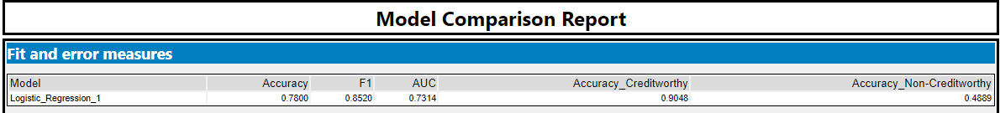 Model Comparison Report
Fit and error measures
Model Accuracy F1 AUC Accuracy_Creditworthy Accuracy_Non-Creditworthy
Logistic_Regression_1 0.7800 0.8520 0.7314 0.9048 0.4889